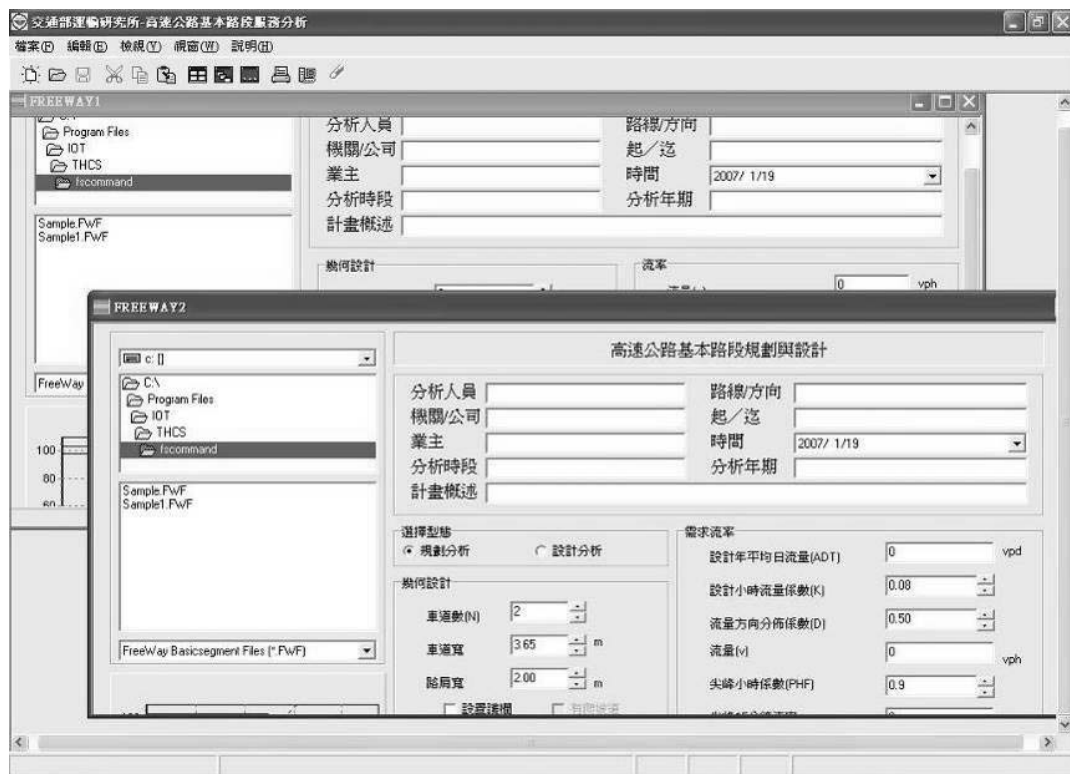 交通部運輸研究所-高速公路基本路段服務分析
檔案(F) 編輯(E) 檢視(V) 視窗(W) 說明(H)
FREEWAY1
Program Files
IOT
THCS
fscommand
Sample.FWF
Sample1.FWF
FreeWay
100
80
60
分析人員
機關/公司
業主
分析時段
計畫概述
路線/方向
起／迄
時間 2007/ 1/19
分析年期
幾何設計
流率
0 vph
FREEWAY2
c: []
C:\
Program Files
IOT
THCS
fscommand
Sample.FWF
Sample1.FWF
FreeWay Basicsegment Files (*.FWF)
高速公路基本路段規劃與設計
分析人員
機關/公司
業主
分析時段
計畫概述
路線/方向
起／迄
時間 2007/ 1/19
分析年期
選擇型態
規劃分析 設計分析
幾何設計
車道數(N) 2
車道寬 3.65 m
路肩寬 2.00 m
設置護欄
需求流率
設計年平均日流量(ADT) 0 vpd
設計小時流量係數(K) 0.08
流量方向分佈係數(D) 0.50
流量(v) 0 vph
尖峰小時係數(PHF) 0.9